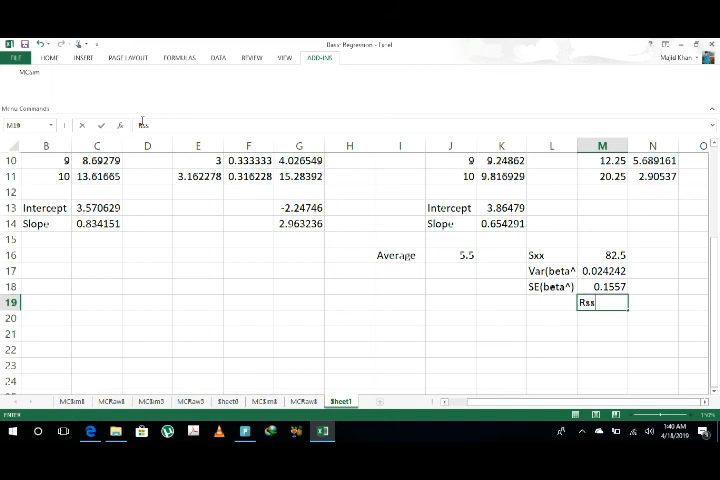 Basic Regression - Excel
FILE HOME INSERT PAGE LAYOUT FORMULAS DATA REVIEW VIEW ADD-INS Majid Khan
MCSim
Menu Commands
M19 fx Rss
B C D E F G H I J K L M N O
10 9 8.69279 3 0.333333 4.026549 9 9.24862 12.25 5.689161
11 10 13.61665 3.162278 0.316228 15.28392 10 9.816929 20.25 2.90537
12
13 Intercept 3.570629 -2.24746 Intercept 3.86479
14 Slope 0.834151 2.963236 Slope 0.654291
15
16 Average 5.5 Sxx 82.5
17 Var(beta^ 0.024242
18 SE(beta^) 0.1557
19 Rss
20
21
22
23
24
MCSim8 MCRaw8 MCSim3 MCRaw3 Sheet6 MCSim8 MCRaw8 Sheet1
ENTER 150%
1:40 AM
4/18/2019